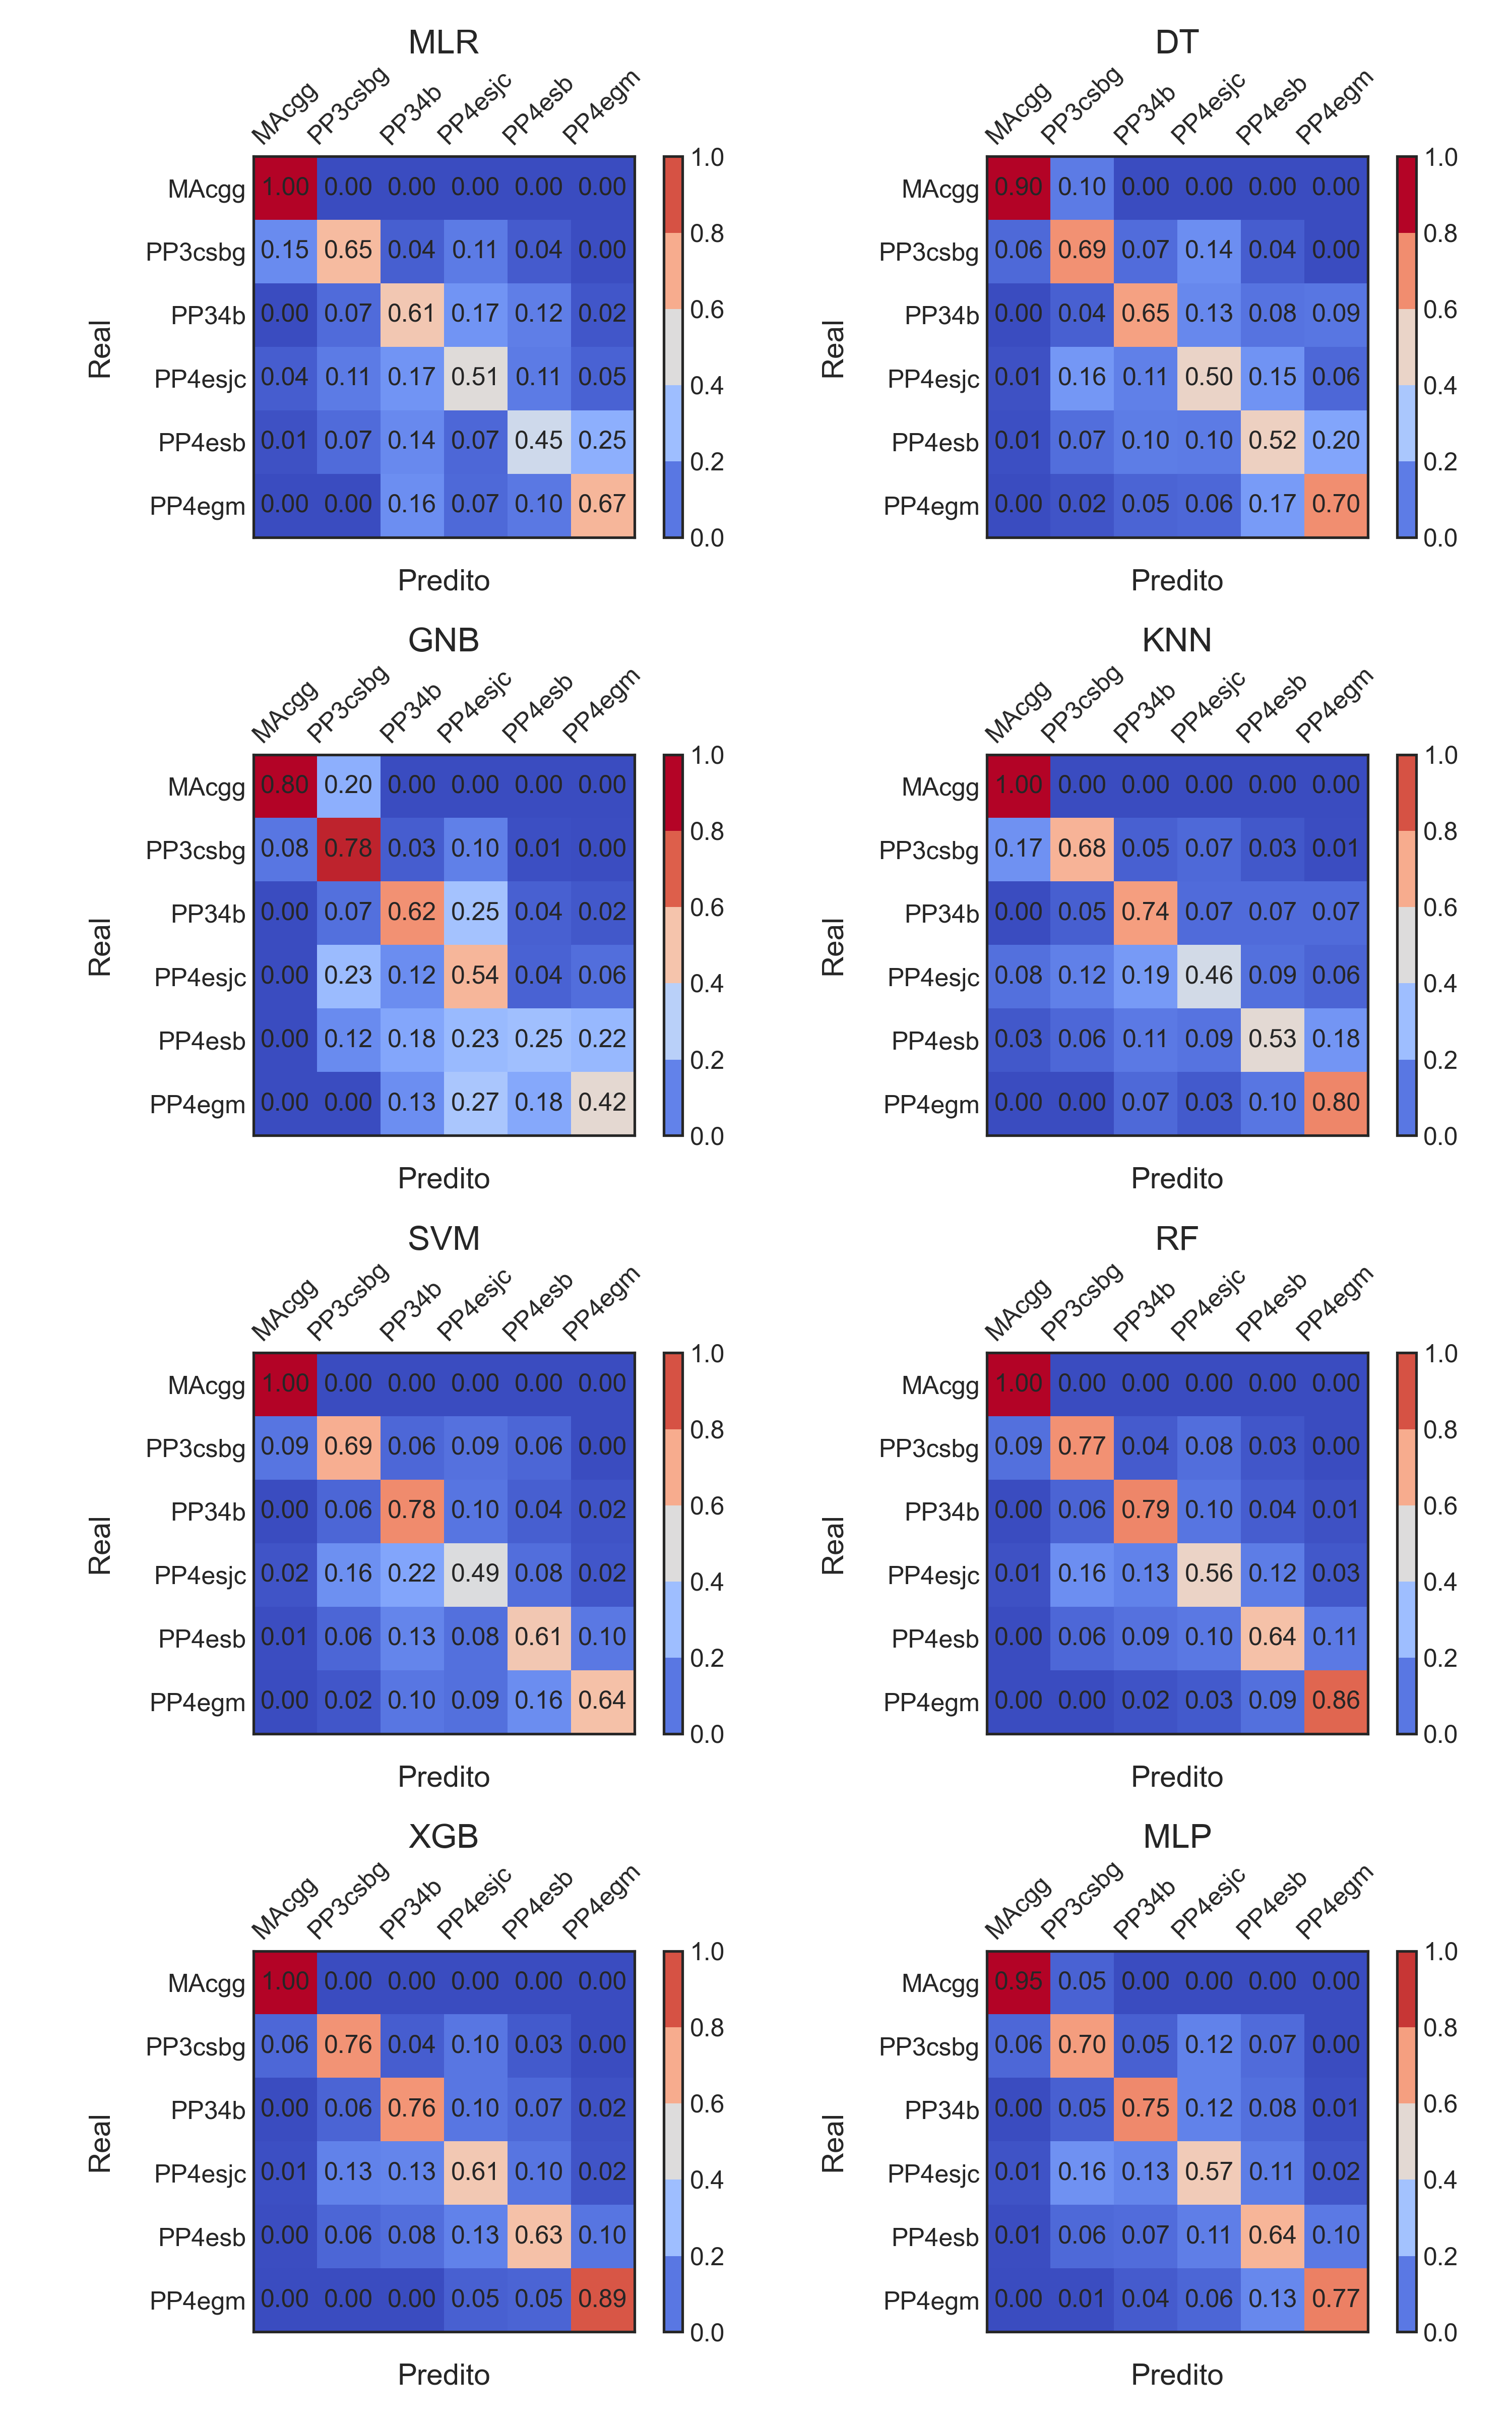 MLR
MAcgg PP3csbg PP34b PP4esjc PP4esb PP4egm
MAcgg 1.00 0.00 0.00 0.00 0.00 0.00
PP3csbg 0.15 0.65 0.04 0.11 0.04 0.00
PP34b 0.00 0.07 0.61 0.17 0.12 0.02
PP4esjc 0.04 0.11 0.17 0.51 0.11 0.05
PP4esb 0.01 0.07 0.14 0.07 0.45 0.25
PP4egm 0.00 0.00 0.16 0.07 0.10 0.67
Real
Predito
1.0
0.8
0.6
0.4
0.2
0.0
DT
MAcgg PP3csbg PP34b PP4esjc PP4esb PP4egm
MAcgg 0.90 0.10 0.00 0.00 0.00 0.00
PP3csbg 0.06 0.69 0.07 0.14 0.04 0.00
PP34b 0.00 0.04 0.65 0.13 0.08 0.09
PP4esjc 0.01 0.16 0.11 0.50 0.15 0.06
PP4esb 0.01 0.07 0.10 0.10 0.52 0.20
PP4egm 0.00 0.02 0.05 0.06 0.17 0.70
Real
Predito
1.0
0.8
0.6
0.4
0.2
0.0
GNB
MAcgg PP3csbg PP34b PP4esjc PP4esb PP4egm
MAcgg 0.80 0.20 0.00 0.00 0.00 0.00
PP3csbg 0.08 0.78 0.03 0.10 0.01 0.00
PP34b 0.00 0.07 0.62 0.25 0.04 0.02
PP4esjc 0.00 0.23 0.12 0.54 0.04 0.06
PP4esb 0.00 0.12 0.18 0.23 0.25 0.22
PP4egm 0.00 0.00 0.13 0.27 0.18 0.42
Real
Predito
1.0
0.8
0.6
0.4
0.2
0.0
KNN
MAcgg PP3csbg PP34b PP4esjc PP4esb PP4egm
MAcgg 1.00 0.00 0.00 0.00 0.00 0.00
PP3csbg 0.17 0.68 0.05 0.07 0.03 0.01
PP34b 0.00 0.05 0.74 0.07 0.07 0.07
PP4esjc 0.08 0.12 0.19 0.46 0.09 0.06
PP4esb 0.03 0.06 0.11 0.09 0.53 0.18
PP4egm 0.00 0.00 0.07 0.03 0.10 0.80
Real
Predito
1.0
0.8
0.6
0.4
0.2
0.0
SVM
MAcgg PP3csbg PP34b PP4esjc PP4esb PP4egm
MAcgg 1.00 0.00 0.00 0.00 0.00 0.00
PP3csbg 0.09 0.69 0.06 0.09 0.06 0.00
PP34b 0.00 0.06 0.78 0.10 0.04 0.02
PP4esjc 0.02 0.16 0.22 0.49 0.08 0.02
PP4esb 0.01 0.06 0.13 0.08 0.61 0.10
PP4egm 0.00 0.02 0.10 0.09 0.16 0.64
Real
Predito
1.0
0.8
0.6
0.4
0.2
0.0
RF
MAcgg PP3csbg PP34b PP4esjc PP4esb PP4egm
MAcgg 1.00 0.00 0.00 0.00 0.00 0.00
PP3csbg 0.09 0.77 0.04 0.08 0.03 0.00
PP34b 0.00 0.06 0.79 0.10 0.04 0.01
PP4esjc 0.01 0.16 0.13 0.56 0.12 0.03
PP4esb 0.00 0.06 0.09 0.10 0.64 0.11
PP4egm 0.00 0.00 0.02 0.03 0.09 0.86
Real
Predito
1.0
0.8
0.6
0.4
0.2
0.0
XGB
MAcgg PP3csbg PP34b PP4esjc PP4esb PP4egm
MAcgg 1.00 0.00 0.00 0.00 0.00 0.00
PP3csbg 0.06 0.76 0.04 0.10 0.03 0.00
PP34b 0.00 0.06 0.76 0.10 0.07 0.02
PP4esjc 0.01 0.13 0.13 0.61 0.10 0.02
PP4esb 0.00 0.06 0.08 0.13 0.63 0.10
PP4egm 0.00 0.00 0.00 0.05 0.05 0.89
Real
Predito
1.0
0.8
0.6
0.4
0.2
0.0
MLP
MAcgg PP3csbg PP34b PP4esjc PP4esb PP4egm
MAcgg 0.95 0.05 0.00 0.00 0.00 0.00
PP3csbg 0.06 0.70 0.05 0.12 0.07 0.00
PP34b 0.00 0.05 0.75 0.12 0.08 0.01
PP4esjc 0.01 0.16 0.13 0.57 0.11 0.02
PP4esb 0.01 0.06 0.07 0.11 0.64 0.10
PP4egm 0.00 0.01 0.04 0.06 0.13 0.77
Real
Predito
1.0
0.8
0.6
0.4
0.2
0.0